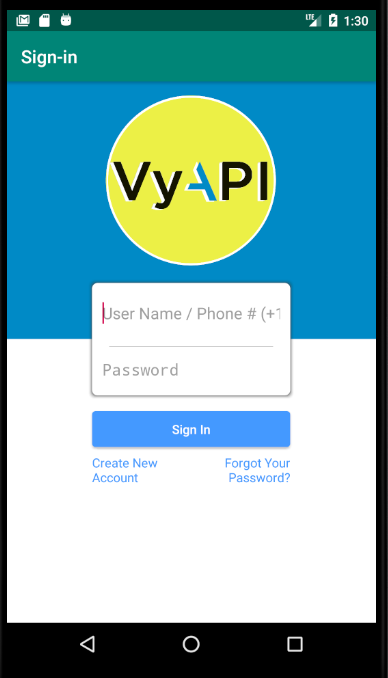 LTE 1:30
Sign-in
VyAPI
User Name / Phone # (+1
Password
Sign In
Create New
Account
Forgot Your
Password?